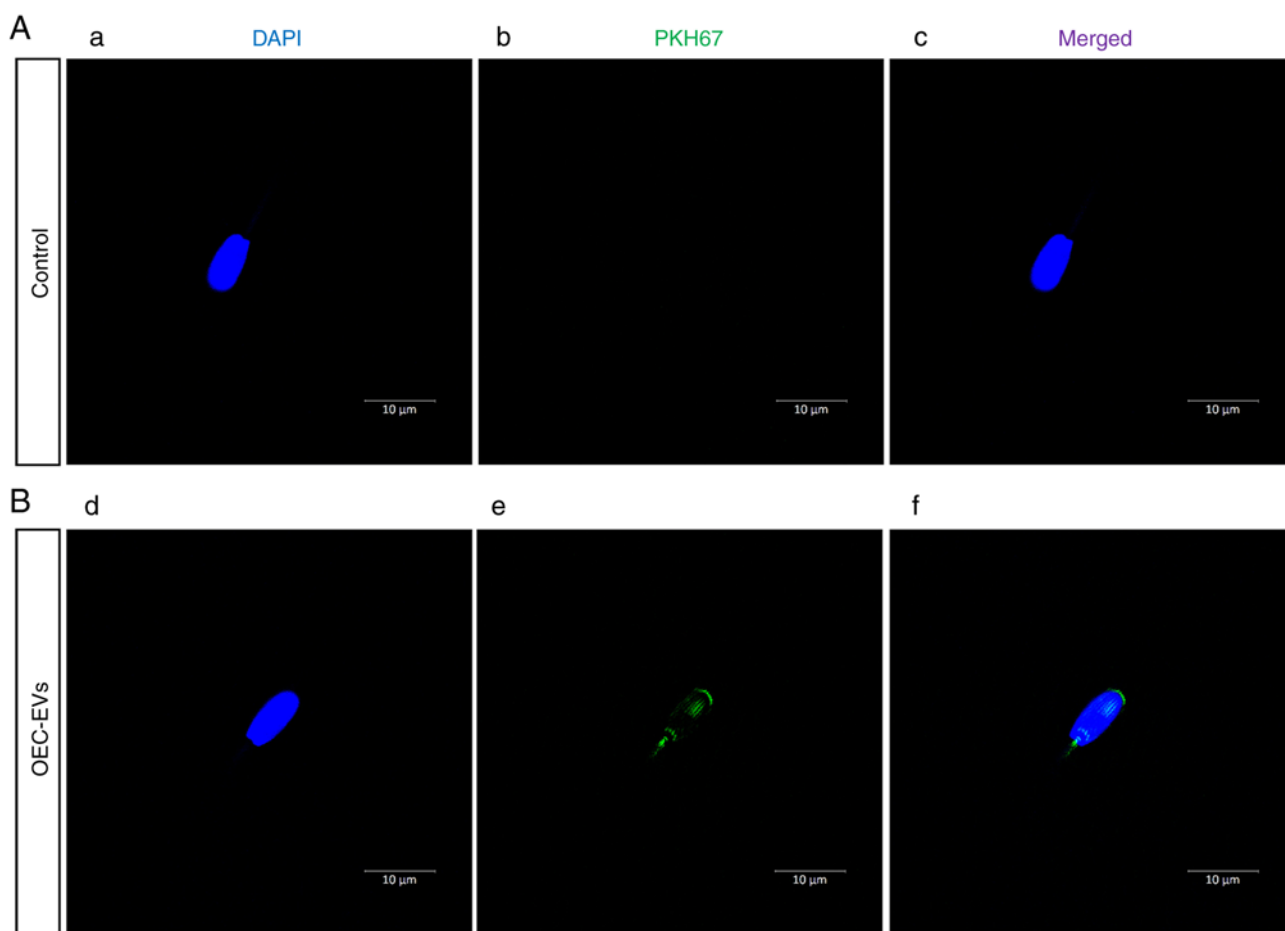 A
a
DAPI
b
PKH67
c
Merged
Control
10 µm
10 µm
10 µm
B
d
e
f
OEC-EVs
10 µm
10 µm
10 µm